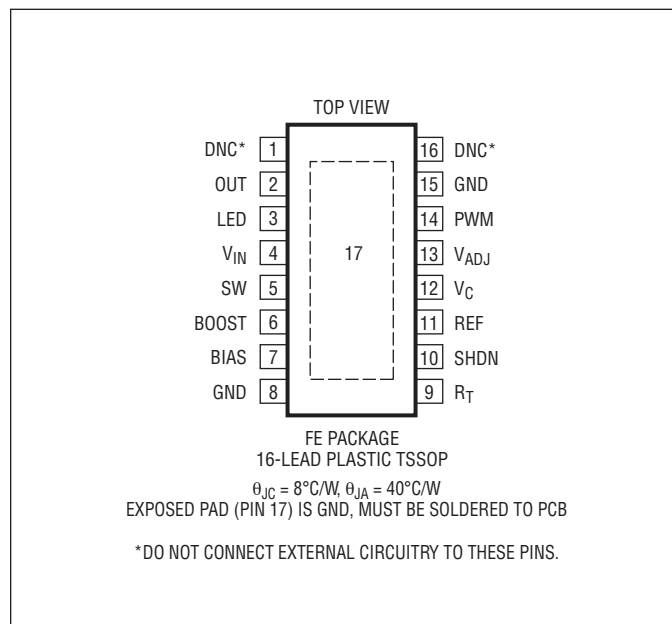 TOP VIEW
DNC* 1
OUT 2
LED 3
VIN 4
SW 5
BOOST 6
BIAS 7
GND 8
17
16 DNC*
15 GND
14 PWM
13 VADJ
12 VC
11 REF
10 SHDN
9 RT
FE PACKAGE
16-LEAD PLASTIC TSSOP
θJC = 8°C/W, θJA = 40°C/W
EXPOSED PAD (PIN 17) IS GND, MUST BE SOLDERED TO PCB
*DO NOT CONNECT EXTERNAL CIRCUITRY TO THESE PINS.